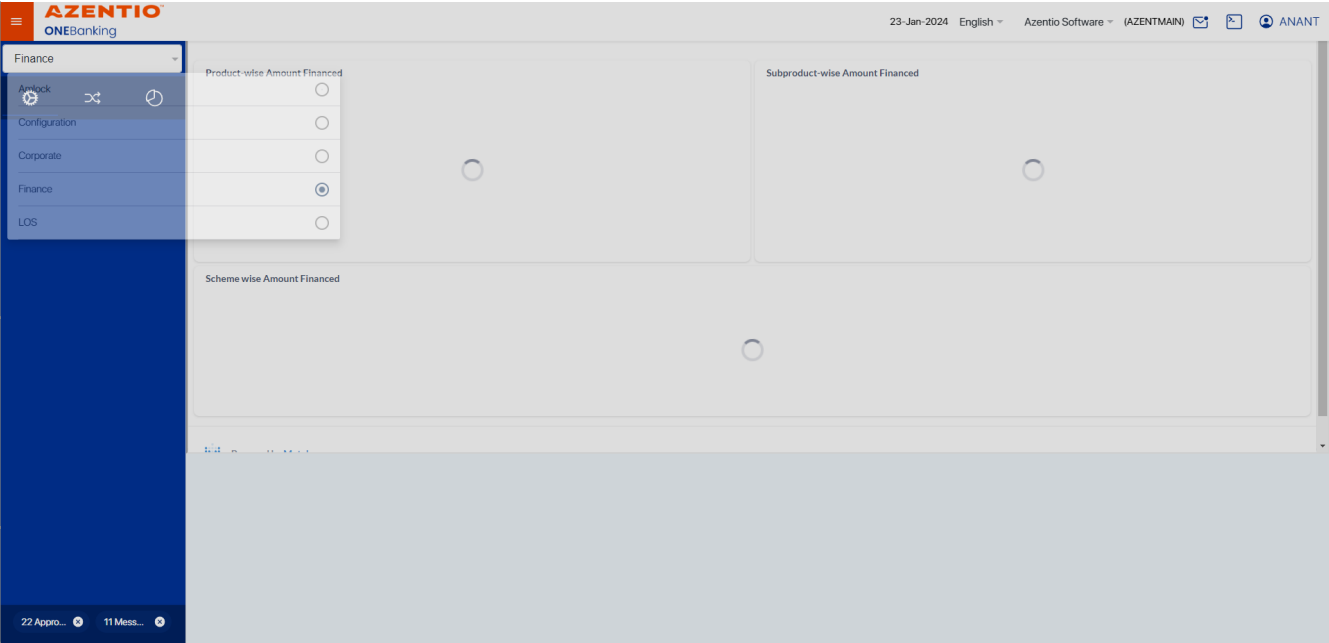 AZENTIO
ONEBanking
23-Jan-2024 English Azentio Software (AZENTMAIN) ANANT
Finance
Amlock
Configuration
Corporate
Finance
LOS
Product-wise Amount Financed
Subproduct-wise Amount Financed
Scheme wise Amount Financed
22 Appro...
11 Mess...